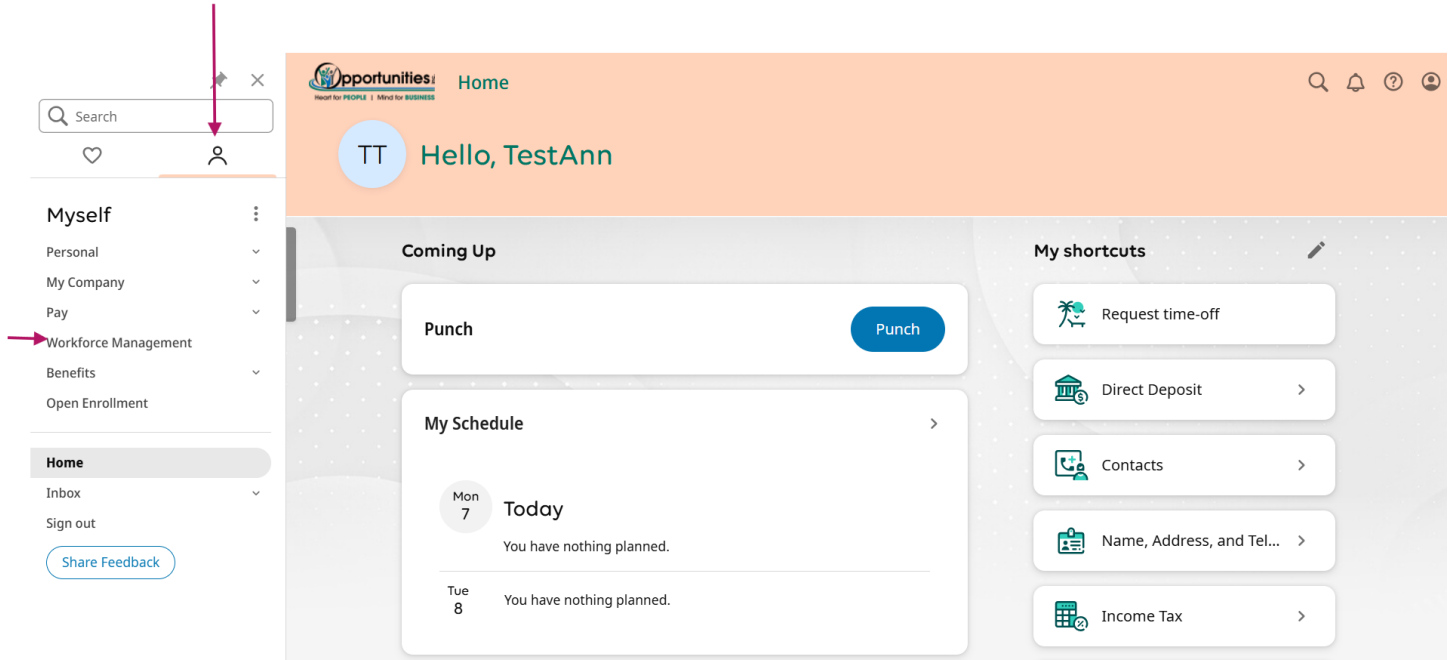 Search
Myself
Personal
My Company
Pay
Workforce Management
Benefits
Open Enrollment
Home
Inbox
Sign out
Share Feedback
Opportunities
Heart for PEOPLE | Mind for BUSINESS
Home
TT
Hello, TestAnn
Coming Up
Punch
Punch
My Schedule
Mon
7
Today
You have nothing planned.
Tue
8
You have nothing planned.
My shortcuts
Request time-off
Direct Deposit
Contacts
Name, Address, and Tel...
Income Tax